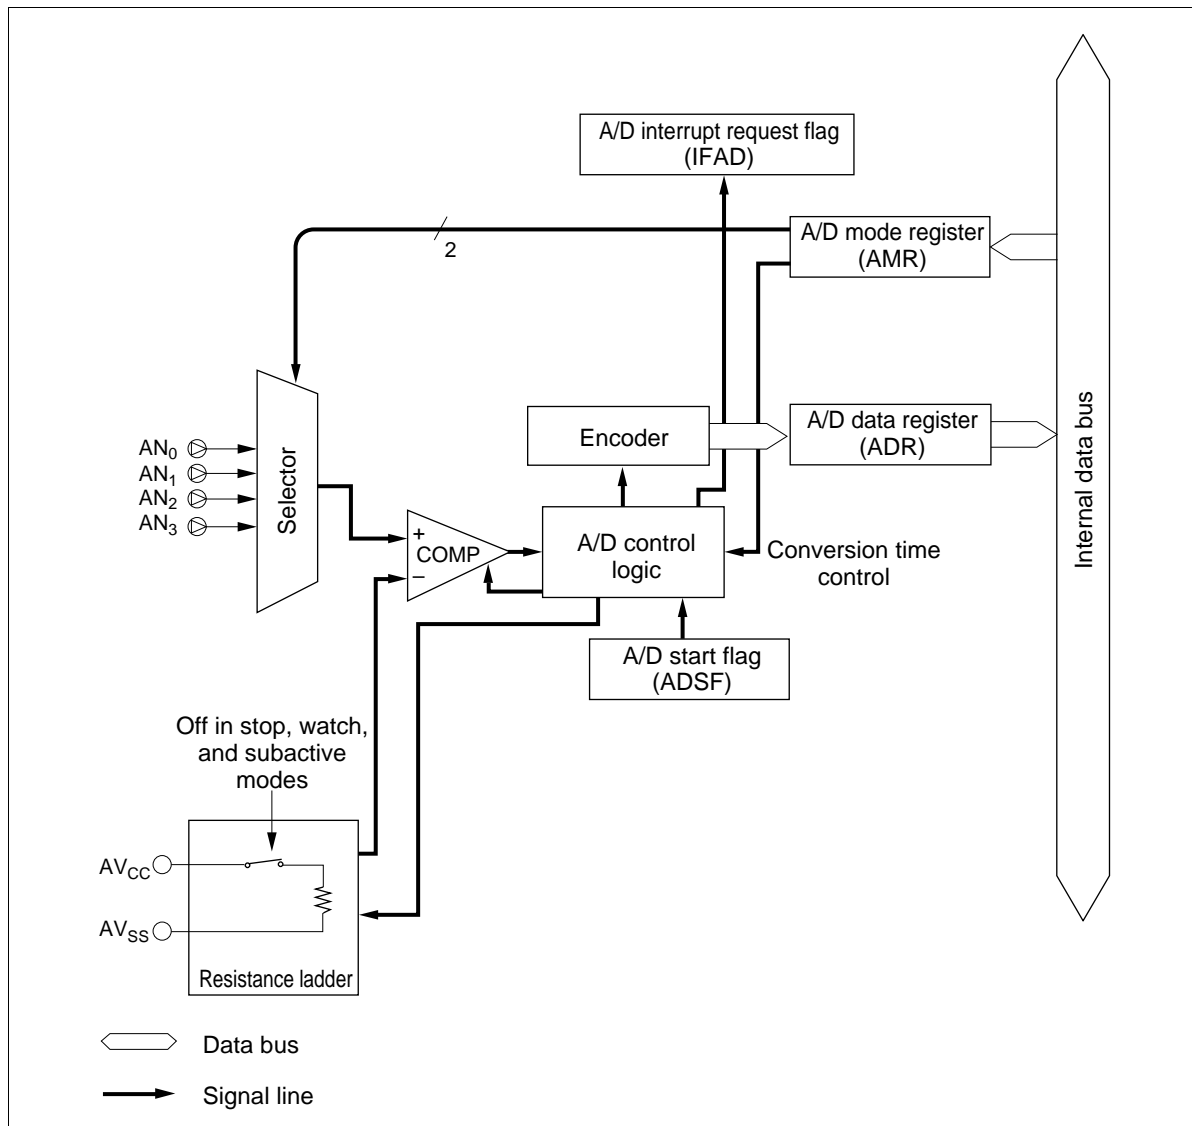 A/D interrupt request flag
(IFAD)
A/D mode register
(AMR)
2
Internal data bus
A/D data register
(ADR)
Encoder
AN0
AN1
AN2
AN3
Selector
+
COMP
−
A/D control
logic
Conversion time
control
A/D start flag
(ADSF)
Off in stop, watch,
and subactive
modes
AVCC
AVSS
Resistance ladder
Data bus
Signal line